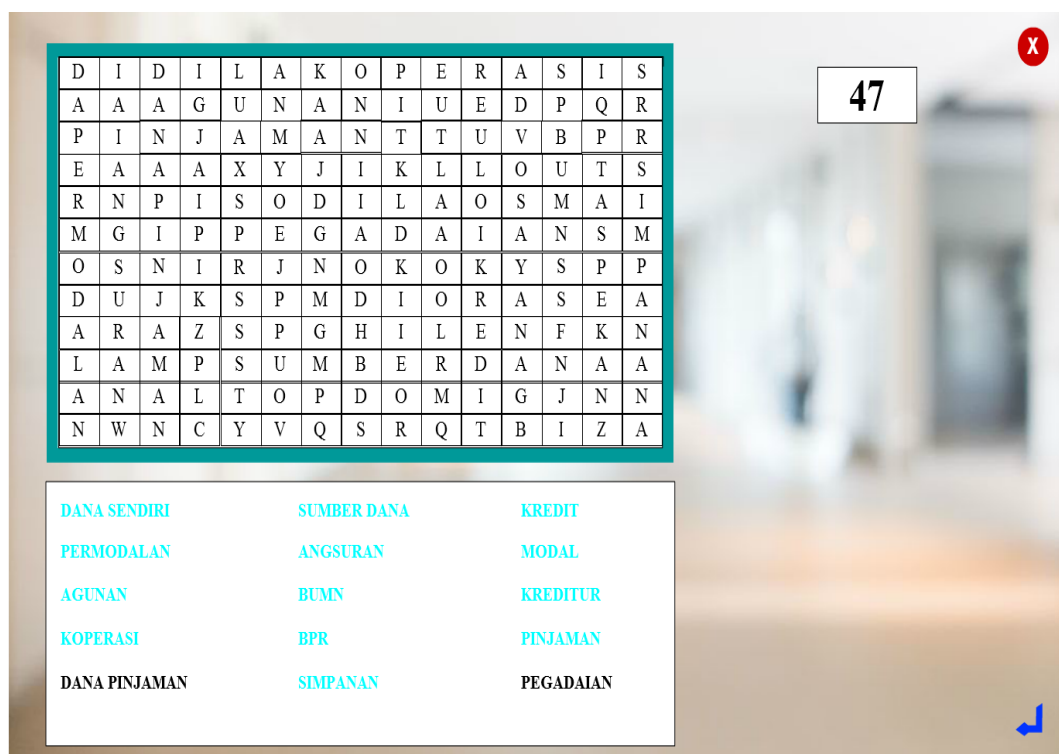 X
47
D I D I L A K O P E R A S I S
A A A G U N A N I U E D P Q R
P I N J A M A N T T U V B P R
E A A A X Y J I K L L O U T S
R N P I S O D I L A O S M A I
M G I P P E G A D A I A N S M
O S N I R J N O K O K Y S P P
D U J K S P M D I O R A S E A
A R A Z S P G H I L E N F K N
L A M P S U M B E R D A N A A
A N A L T O P D O M I G J N N
N W N C Y V Q S R Q T B I Z A
DANA SENDIRI SUMBER DANA KREDIT
PERMODALAN ANGSURAN MODAL
AGUNAN BUMN KREDITUR
KOPERASI BPR PINJAMAN
DANA PINJAMAN SIMPANAN PEGADAIAN